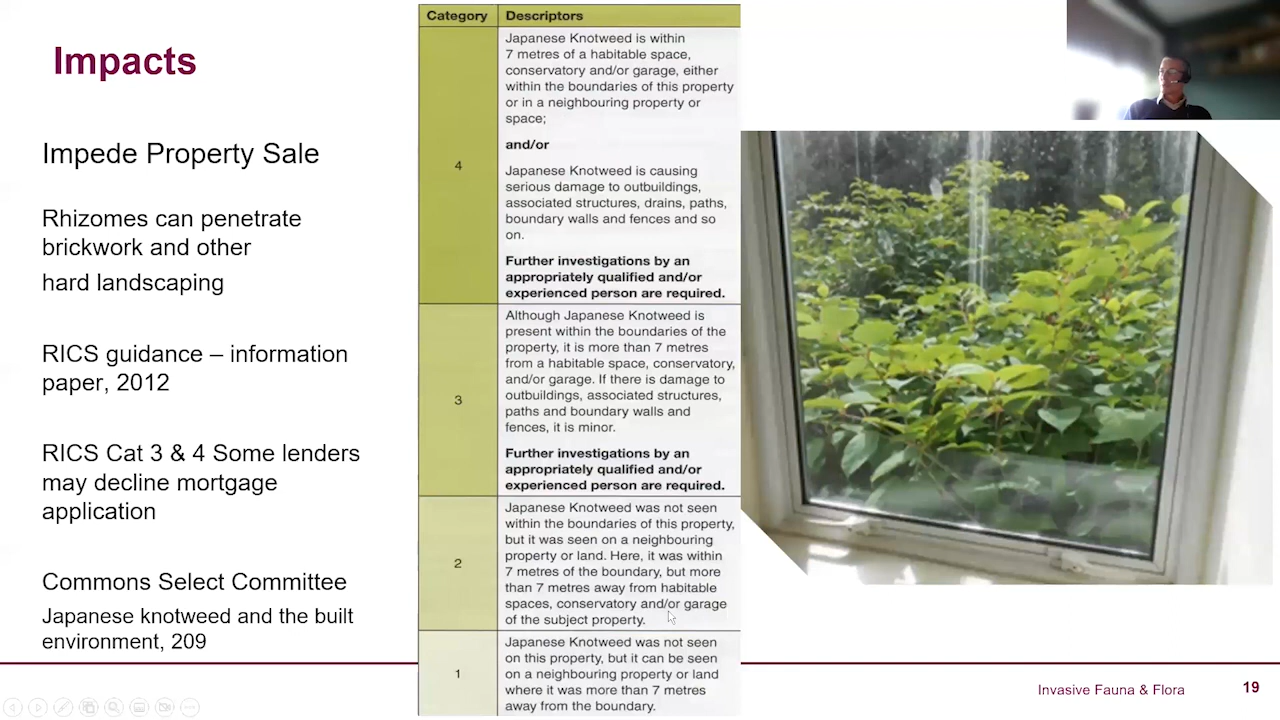 Impacts
Impede Property Sale
Rhizomes can penetrate
brickwork and other
hard landscaping
RICS guidance – information
paper, 2012
RICS Cat 3 & 4 Some lenders
may decline mortgage
application
Commons Select Committee
Japanese knotweed and the built
environment, 209
Category Descriptors
4
Japanese Knotweed is within
7 metres of a habitable space,
conservatory and/or garage, either
within the boundaries of this property
or in a neighbouring property or
space;
and/or
Japanese Knotweed is causing
serious damage to outbuildings,
associated structures, drains, paths,
boundary walls and fences and so
on.
Further investigations by an
appropriately qualified and/or
experienced person are required.
3
Although Japanese Knotweed is
present within the boundaries of the
property, it is more than 7 metres
from a habitable space, conservatory,
and/or garage. If there is damage to
outbuildings, associated structures,
paths and boundary walls and
fences, it is minor.
Further investigations by an
appropriately qualified and/or
experienced person are required.
2
Japanese Knotweed was not seen
within the boundaries of this property,
but it was seen on a neighbouring
property or land. Here, it was within
7 metres of the boundary, but more
than 7 metres away from habitable
spaces, conservatory and/or garage
of the subject property.
1
Japanese Knotweed was not seen
on this property, but it can be seen
on a neighbouring property or land
where it was more than 7 metres
away from the boundary.
Invasive Fauna & Flora
19